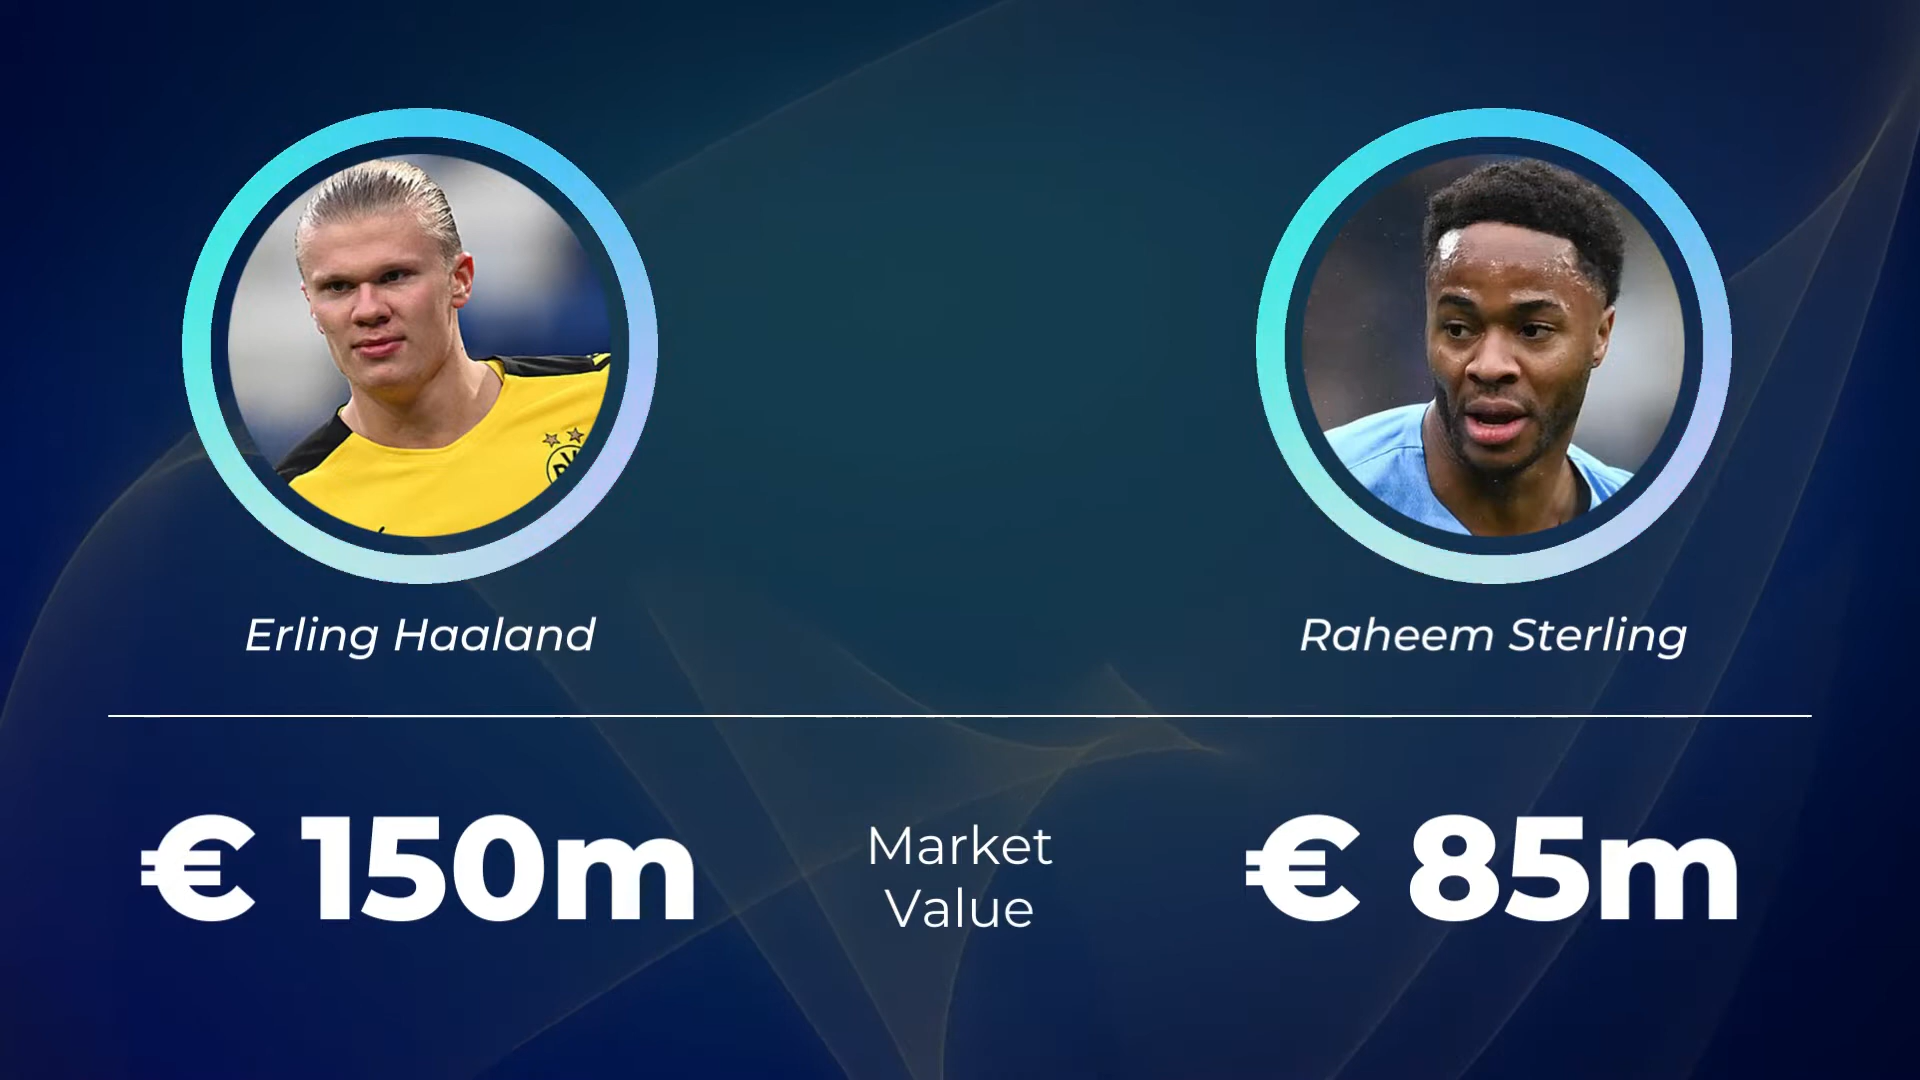 Erling Haaland
Raheem Sterling
€ 150m
Market
Value
€ 85m